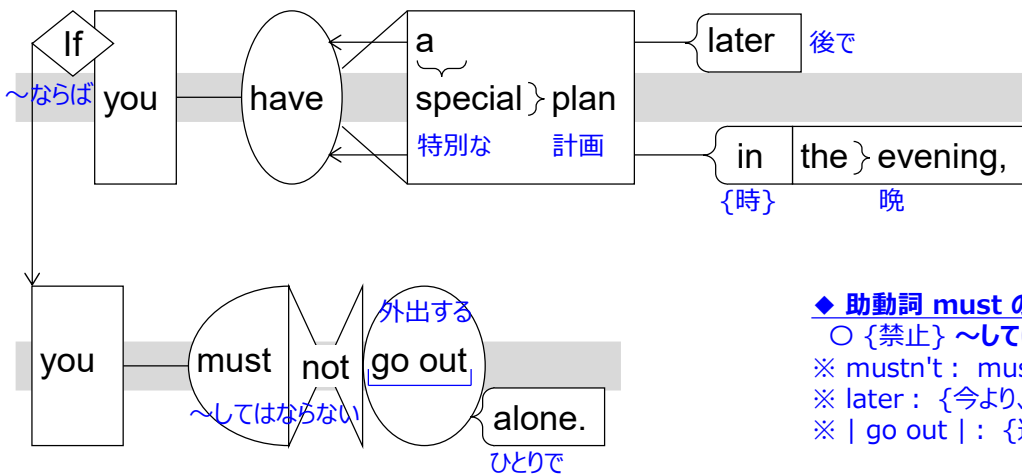 If
～ならば
you
have
a
special } plan
特別な 計画
later 後で
in the } evening,
{時} 晩
you
must
not
～してはならない
外出する
go out
alone.
ひとりで
◆ 助動詞 must の
〇 {禁止} ～して
※ mustn't : mus
※ later : {今より、
※ | go out | : {